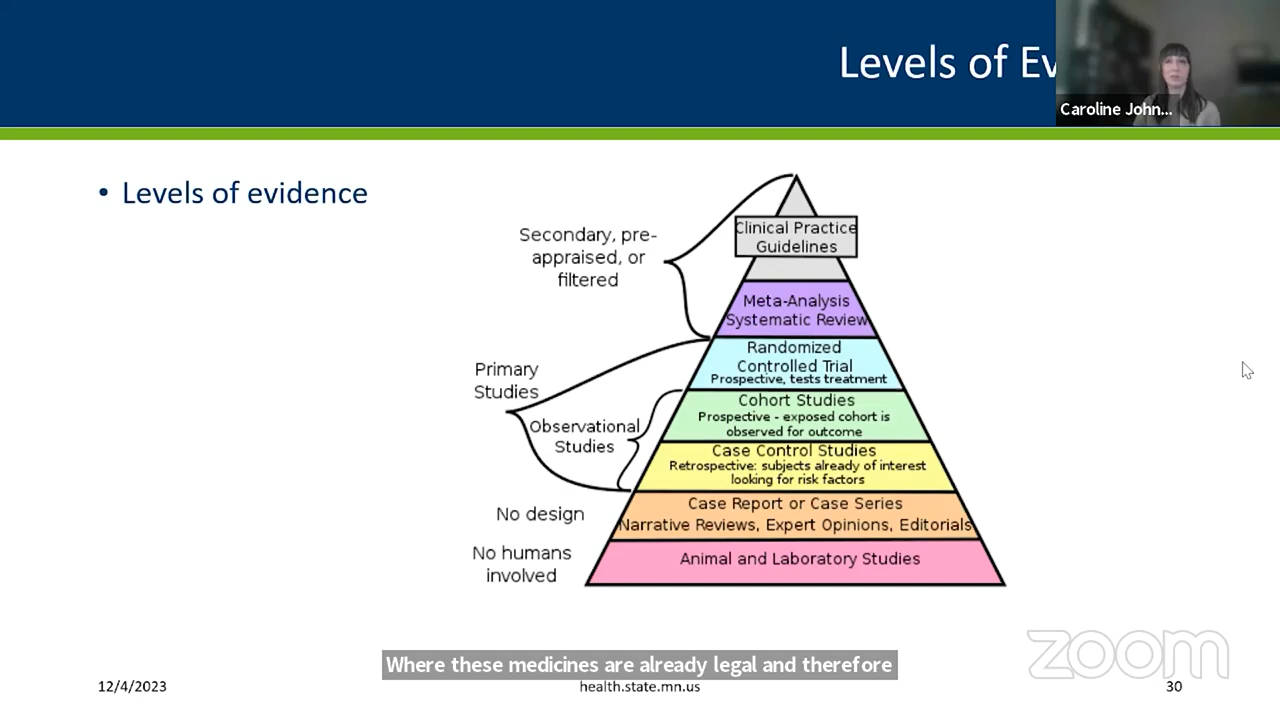 Levels of Ev
Caroline John...
• Levels of evidence
Secondary, pre-
appraised, or
filtered
Clinical Practice
Guidelines
Meta-Analysis
Systematic Review
Primary
Studies
Randomized
Controlled Trial
Prospective, tests treatment
Observational
Studies
Cohort Studies
Prospective - exposed cohort is
observed for outcome
Case Control Studies
Retrospective: subjects already of interest
looking for risk factors
No design
Case Report or Case Series
Narrative Reviews, Expert Opinions, Editorials
No humans
involved
Animal and Laboratory Studies
Where these medicines are already legal and therefore
zoom
12/4/2023
health.state.mn.us
30